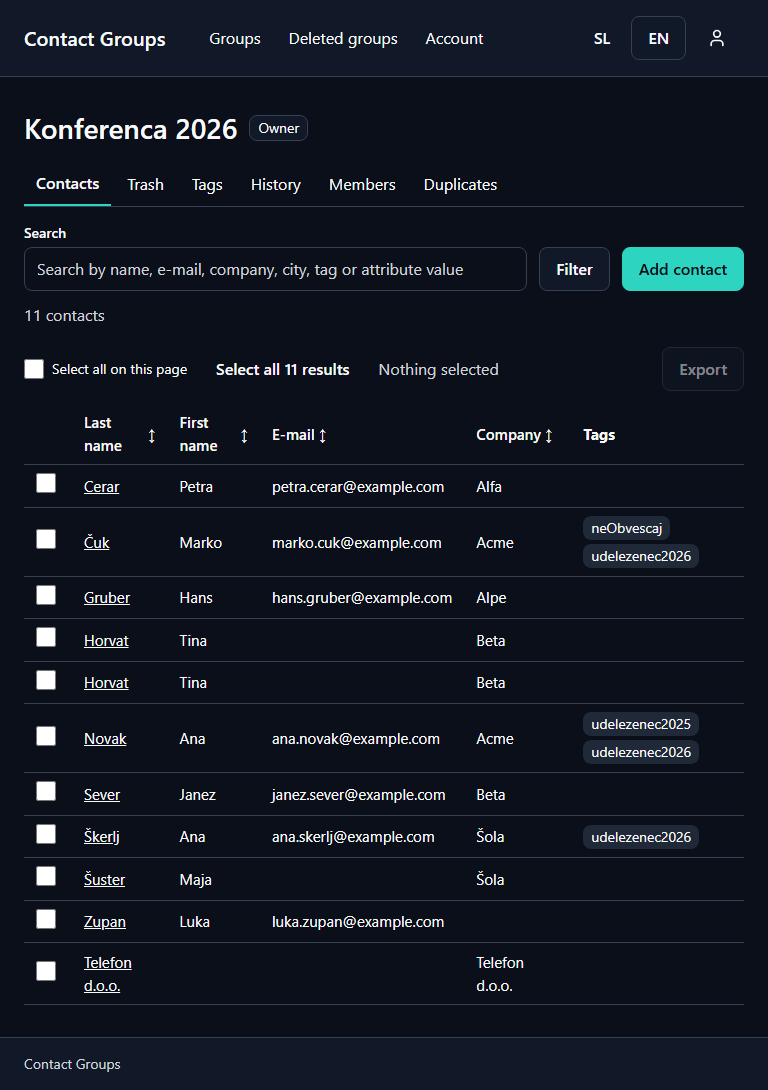 Contact Groups Groups Deleted groups Account SL EN
Konferenca 2026 Owner
Contacts Trash Tags History Members Duplicates
Search
Search by name, e-mail, company, city, tag or attribute value Filter Add contact
11 contacts
Select all on this page Select all 11 results Nothing selected Export
Last name First name E-mail Company Tags
Cerar Petra petra.cerar@example.com Alfa
Čuk Marko marko.cuk@example.com Acme neObvescaj udelezenec2026
Gruber Hans hans.gruber@example.com Alpe
Horvat Tina Beta
Horvat Tina Beta
Novak Ana ana.novak@example.com Acme udelezenec2025 udelezenec2026
Sever Janez janez.sever@example.com Beta
Škerlj Ana ana.skerlj@example.com Šola udelezenec2026
Šuster Maja Šola
Zupan Luka luka.zupan@example.com
Telefon d.o.o. Telefon d.o.o.
Contact Groups